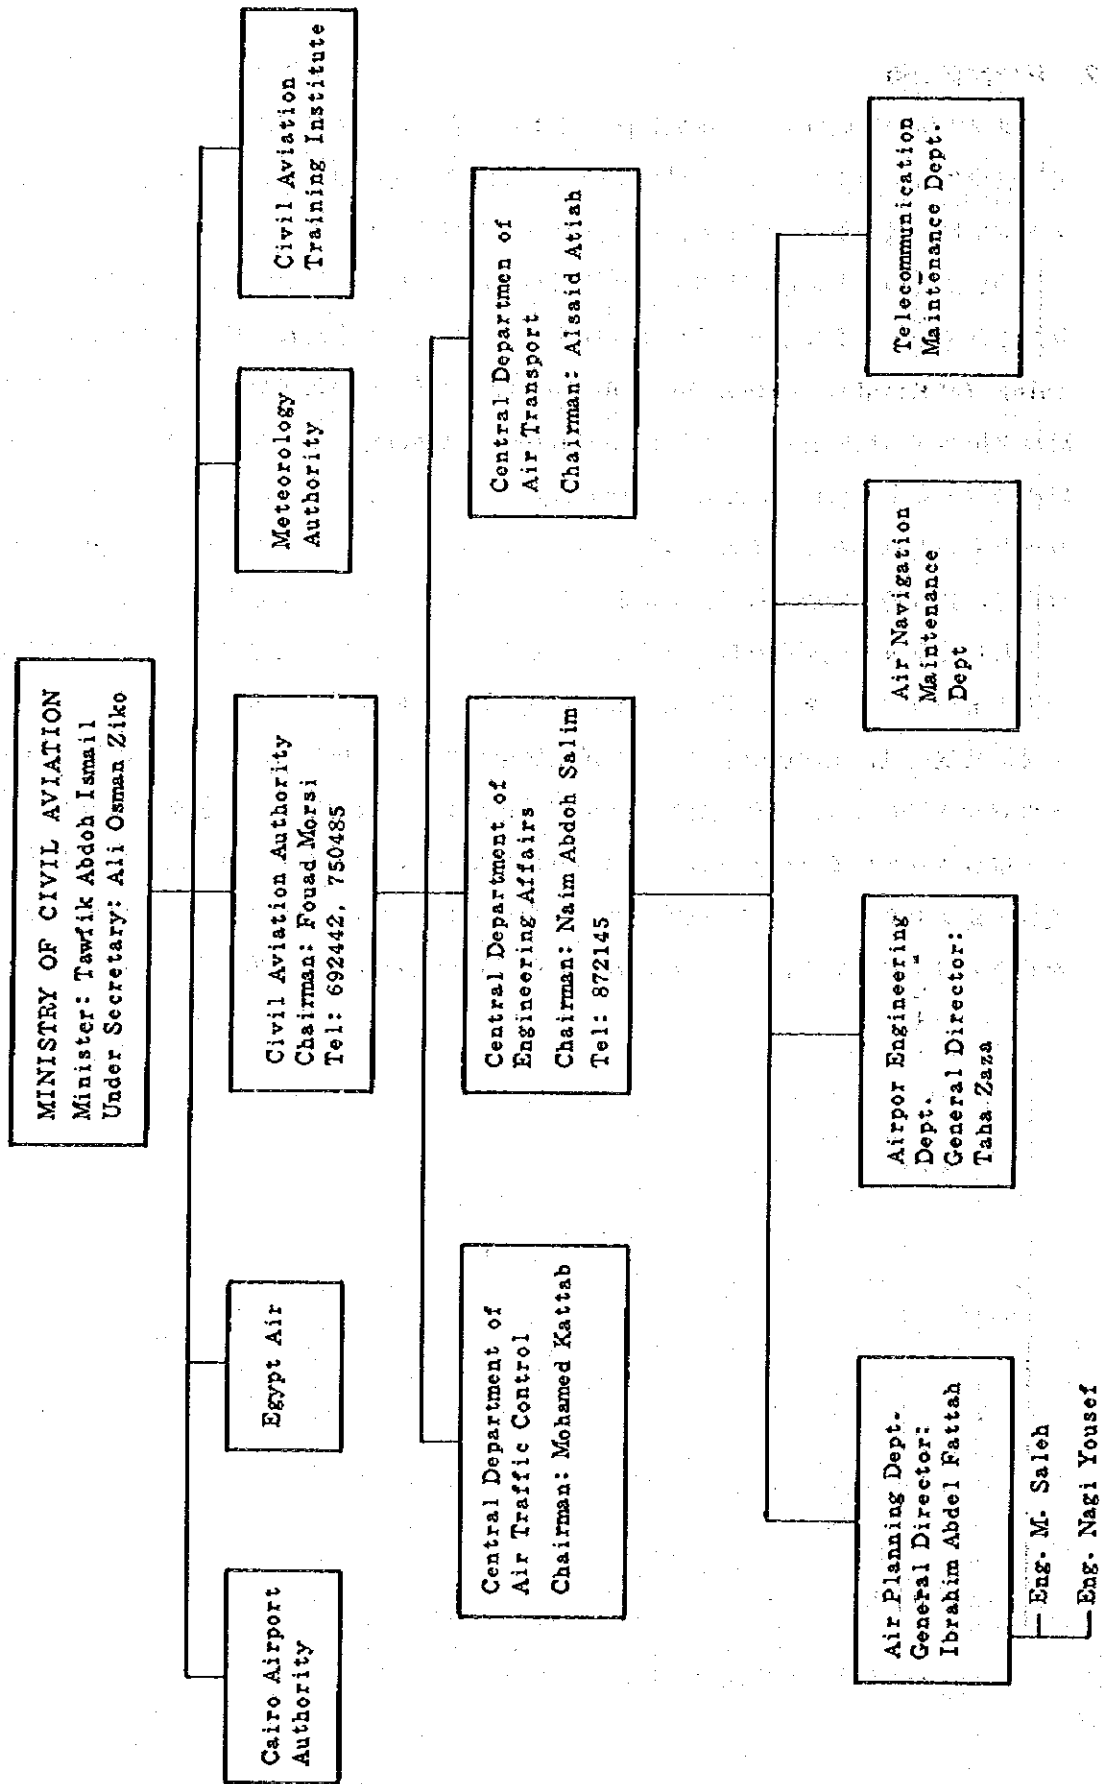 MINISTRY OF CIVIL AVIATION
Minister: Tawfik Abdoh Ismail
Under Secretary: Ali Osman Ziko
Cairo Airport
Authority
Egypt Air
Civil Aviation Authority
Chairman: Fouad Morsi
Tel: 692442, 750485
Meteorology
Authority
Civil Aviation
Training Institute
Central Department of
Air Traffic Control
Chairman: Mohamed Kattab
Central Department of
Engineering Affairs
Chairman: Naim Abdoh Salim
Tel: 872145
Central Departmen of
Air Transport
Chairman: Alsaid Atiah
Air Planning Dept.
General Director:
Ibrahim Abdel Fattah
Eng. M. Saleh
Eng. Nagi Yousef
Airpor Engineering
Dept.
General Director:
Taha Zaza
Air Navigation
Maintenance
Dept
Telecommunication
Maintenance Dept.